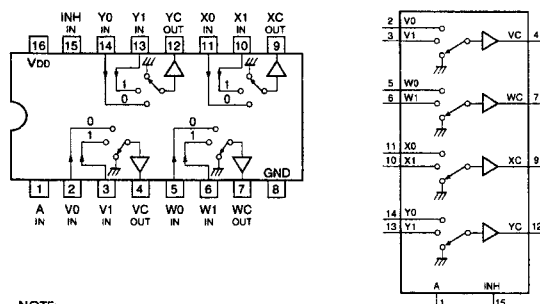 INH Y0 Y1 YC X0 X1 XC
IN IN IN OUT IN IN OUT
16 15 14 13 12 11 10 9
VDD
1
0
1
0
0
1
0
1
GND
1 2 3 4 5 6 7 8
A V0 V1 VC W0 W1 WC
IN IN IN OUT IN IN OUT
2 V0
3 V1
VC 4
5 W0
6 W1
WC 7
11 X0
10 X1
XC 9
14 Y0
13 Y1
YC 12
A INH
1 15
NOTE